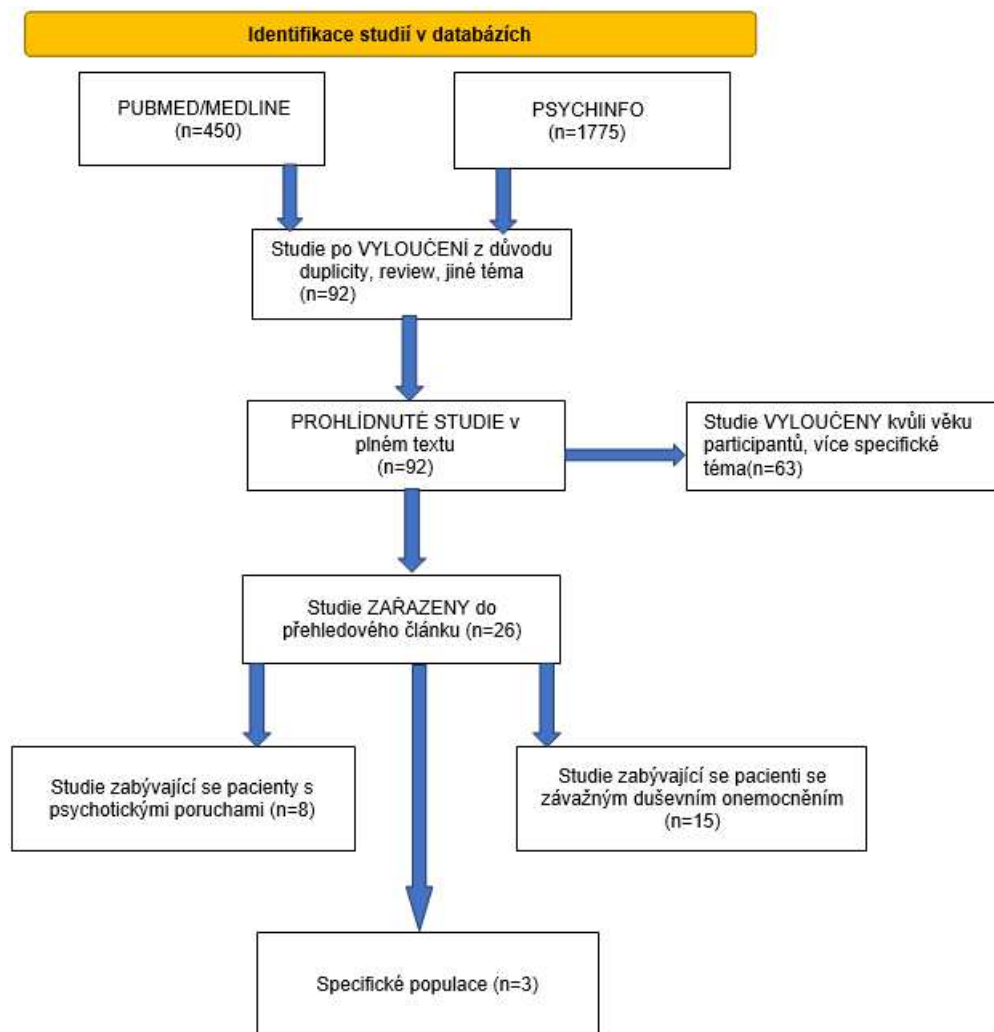 Identifikace studií v databázích
PUBMED/MEDLINE
(n=450)
PSYCHINFO
(n=1775)
Studie po VYLOUČENÍ z důvodu
duplicity, review, jiné téma
(n=92)
PROHLÍDNUTÉ STUDIE v
plném textu
(n=92)
Studie VYLOUČENY kvůli věku
participantů, více specifické
téma(n=63)
Studie ZAŘAZENY do
přehledového článku (n=26)
Studie zabývající se pacienty s
psychotickými poruchami (n=8)
Studie zabývající se pacienti se
závažným duševním onemocněním
(n=15)
Specifické populace (n=3)